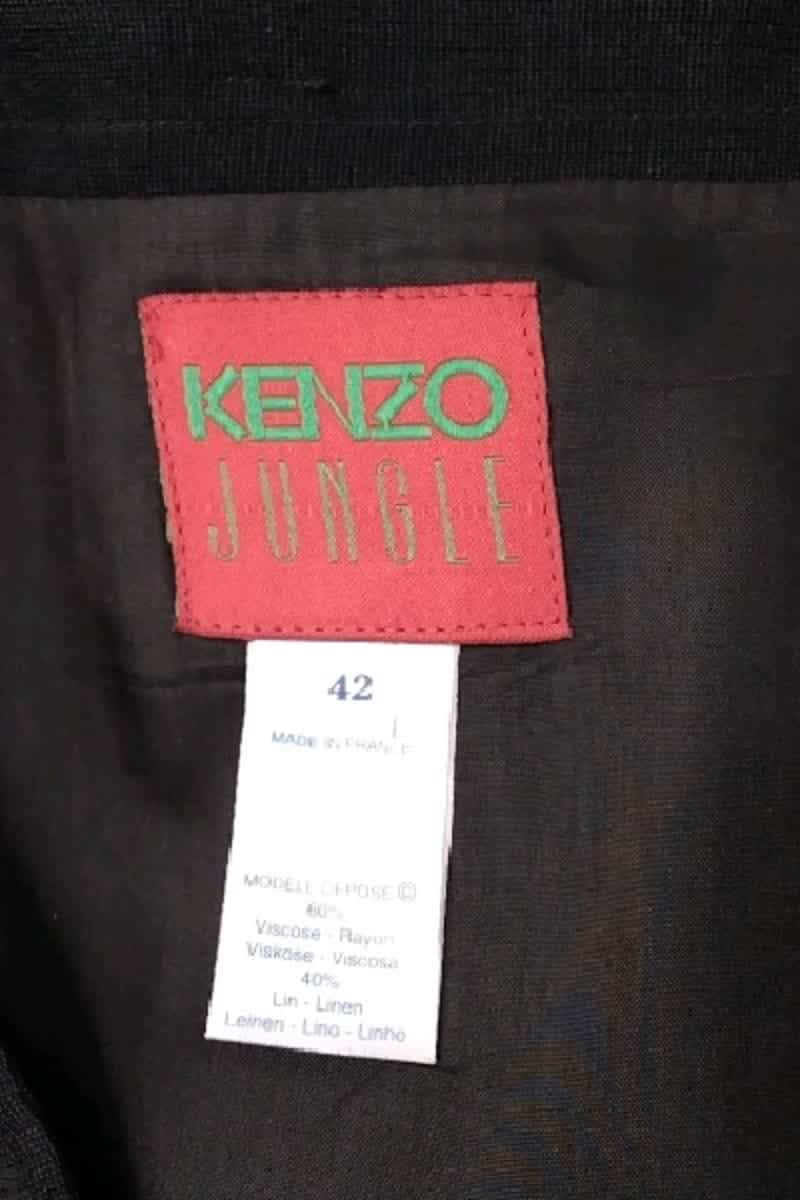 KENZO
JUNGLE
42
MADE IN FRANCE
MODELE DEPOSE ©
60%
Viscose - Rayon
Viskose - Viscosa
40%
Lin - Linen
Leinen - Lino - Linho